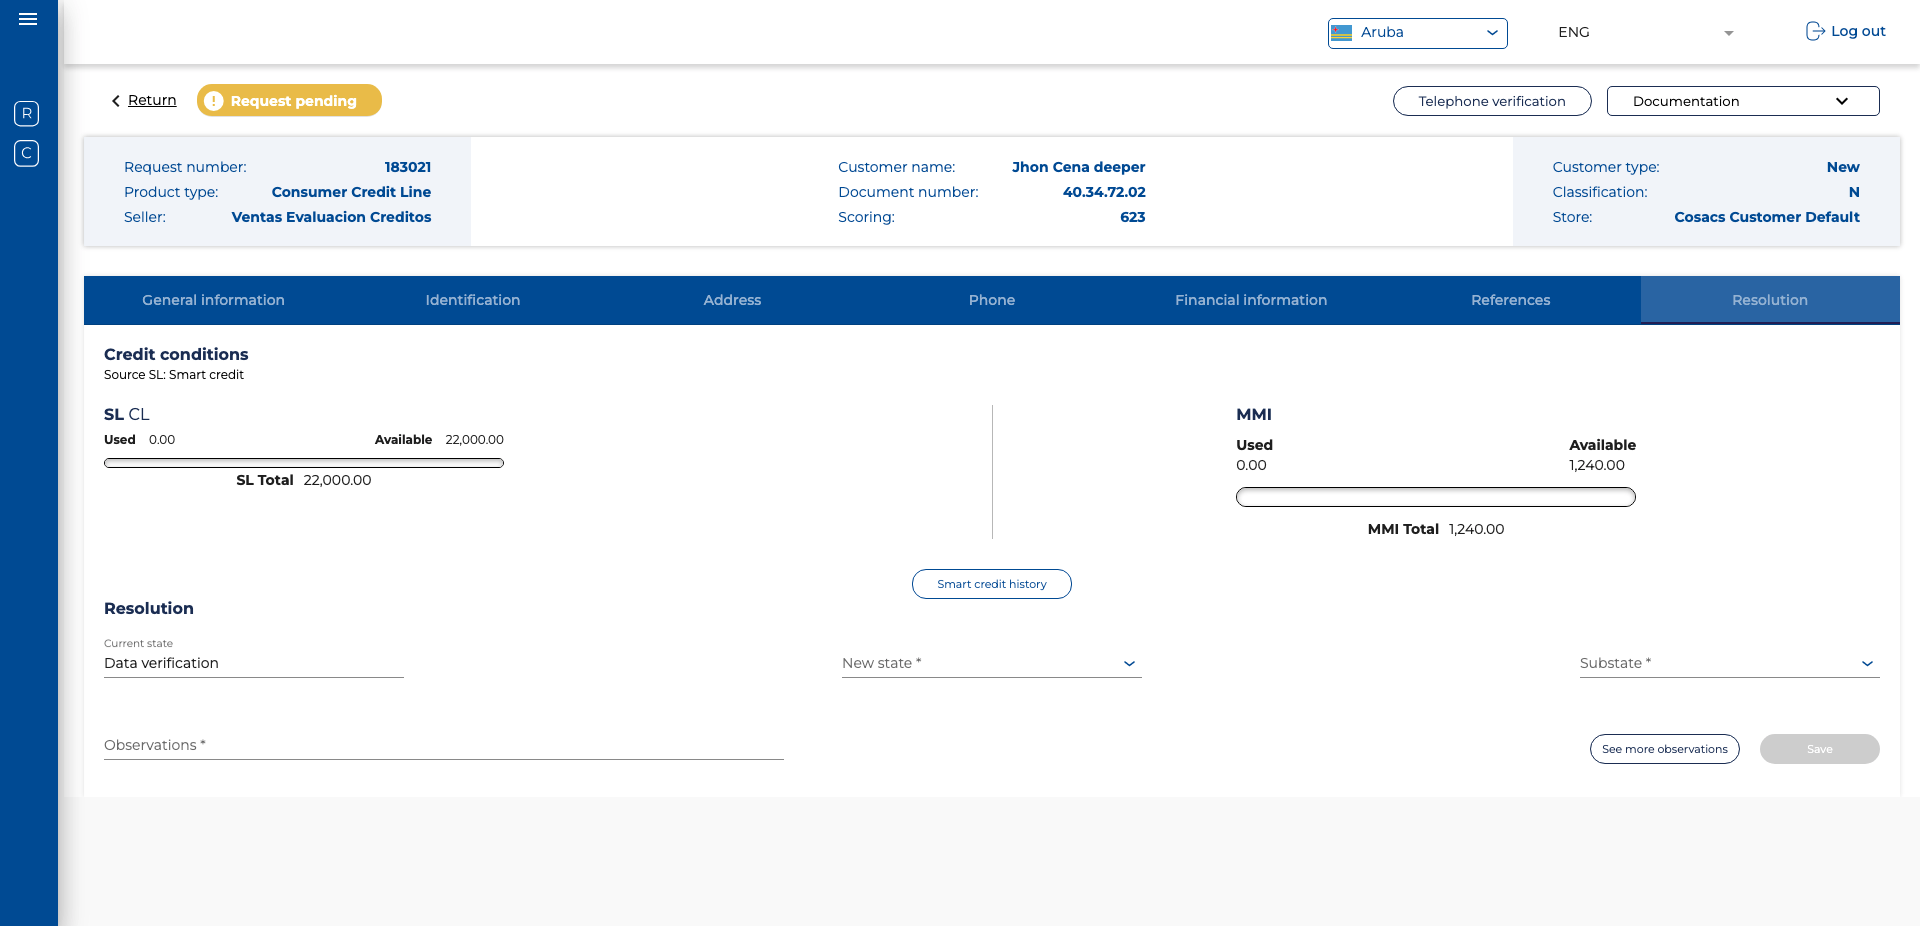 Aruba
ENG
Log out
R
C
Return
Request pending
Telephone verification
Documentation
Request number: 183021
Product type: Consumer Credit Line
Seller: Ventas Evaluacion Creditos
Customer name: Jhon Cena deeper
Document number: 40.34.72.02
Scoring: 623
Customer type: New
Classification: N
Store: Cosacs Customer Default
General information
Identification
Address
Phone
Financial information
References
Resolution
Credit conditions
Source SL: Smart credit
SL CL
Used 0.00 Available 22,000.00
SL Total 22,000.00
MMI
Used Available
0.00 1,240.00
MMI Total 1,240.00
Smart credit history
Resolution
Current state
Data verification
New state *
Substate *
Observations *
See more observations
Save